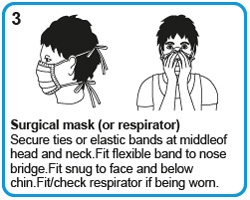 3
Surgical mask (or respirator)
Secure ties or elastic bands at middleof
head and neck.Fit flexible band to nose
bridge.Fit snug to face and below
chin.Fit/check respirator if being worn.